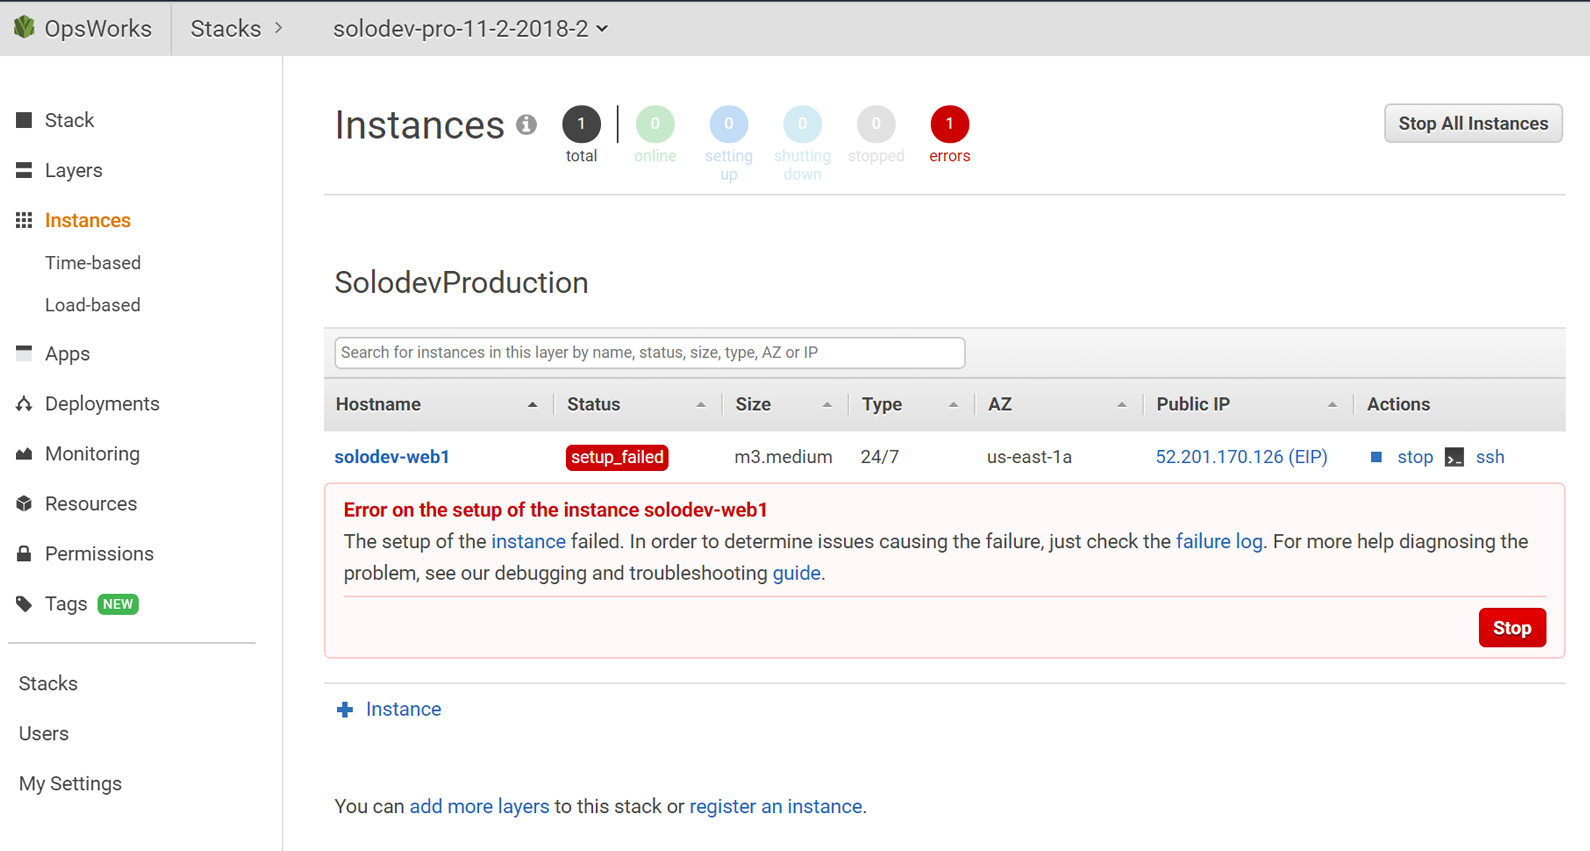 OpsWorks
Stacks
solodev-pro-11-2-2018-2
Stack
Layers
Instances
Time-based
Load-based
Apps
Deployments
Monitoring
Resources
Permissions
Tags NEW
Stacks
Users
My Settings
Instances
1 total
0 online
0 setting up
0 shutting down
0 stopped
1 errors
Stop All Instances
SolodevProduction
Search for instances in this layer by name, status, size, type, AZ or IP
Hostname Status Size Type AZ Public IP Actions
solodev-web1 setup_failed m3.medium 24/7 us-east-1a 52.201.170.126 (EIP) stop ssh
Error on the setup of the instance solodev-web1
The setup of the instance failed. In order to determine issues causing the failure, just check the failure log. For more help diagnosing the
problem, see our debugging and troubleshooting guide.
Stop
Instance
You can add more layers to this stack or register an instance.